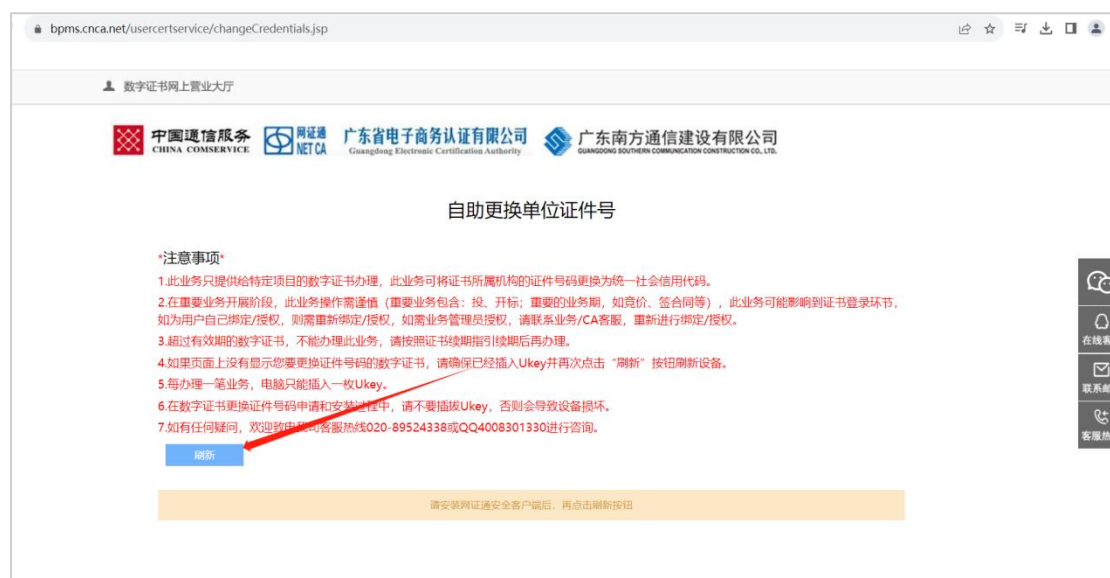 bpms.cnca.net/usercertservice/changeCredentials.jsp
数字证书网上营业大厅
中国通信服务
CHINA COMSERVICE
网证通
NET CA
广东省电子商务认证有限公司
Guangdong Electronic Certification Authority
广东南方通信建设有限公司
GUANGDONG SOUTHERN COMMUNICATION CONSTRUCTION CO., LTD.
自助更换单位证件号
*注意事项*
1.此业务只提供给特定项目的数字证书办理，此业务可将证书所属机构的证件号码更换为统一社会信用代码。
2.在重要业务开展阶段，此业务操作需谨慎（重要业务包含：投、开标；重要的业务期，如竞价、签合同等），此业务可能影响到证书登录环节，
如为用户自己绑定/授权，则需重新绑定/授权，如需业务管理员授权，请联系业务/CA客服，重新进行绑定/授权。
3.超过有效期的数字证书，不能办理此业务，请按照证书续期指引续期后再办理。
4.如果页面上没有显示您要更换证件号码的数字证书，请确保已经插入Ukey并再次点击“刷新”按钮刷新设备。
5.每办理一笔业务，电脑只能插入一枚Ukey。
6.在数字证书更换证件号码申请和安装过程中，请不要插拔Ukey，否则会导致设备损坏。
7.如有任何疑问，欢迎致电我司客服热线020-89524338或QQ4008301330进行咨询。
刷新
请安装网证通安全客户端后，再点击刷新按钮
在线客
联系邮
客服热